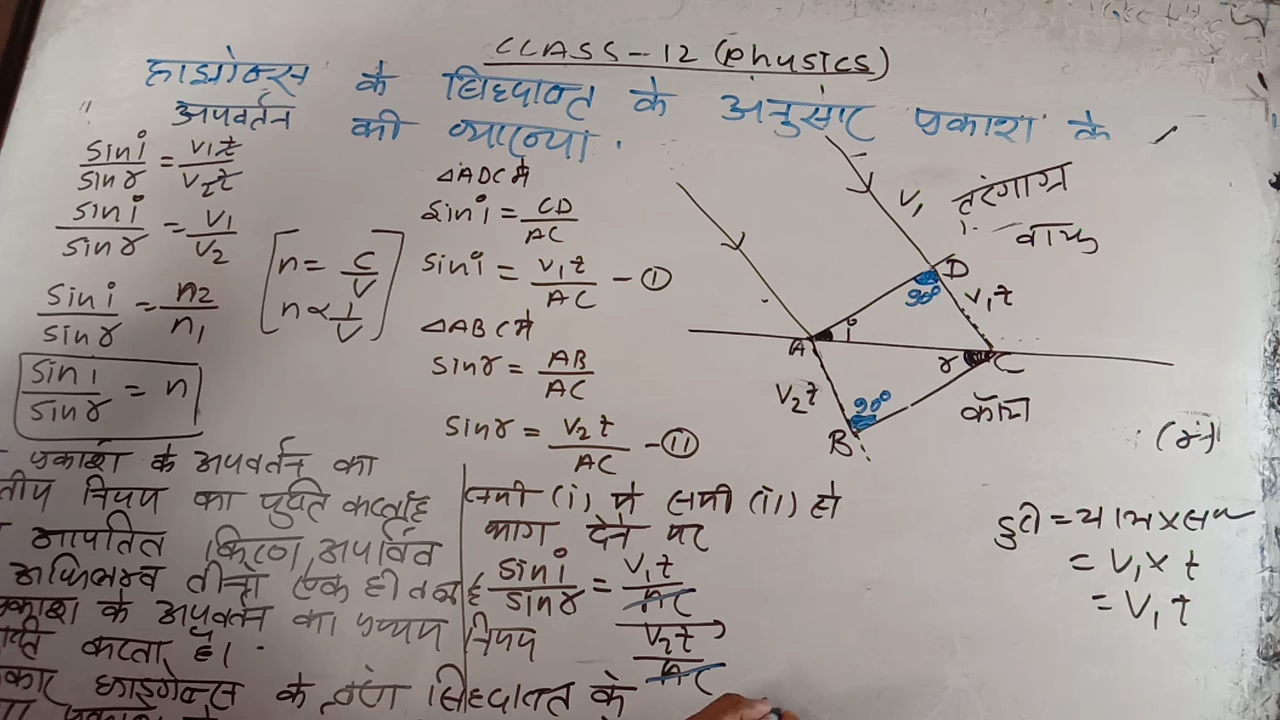 CLASS-12 (Physics)
हाइगेन्स के सिध्दान्त के अनुसार प्रकाश के
अपवर्तन की व्याख्या.
sin i / sin r = V₁t / V₂t
sin i / sin r = V₁ / V₂
[n = C/V
n ∝ 1/V]
sin i / sin r = n₂ / n₁
sin i / sin r = n
△ADC में
sin i = CD / AC
sin i = V₁t / AC - (I)
△ABC में
sin r = AB / AC
sin r = V₂t / AC - (II)
V₁ तरंगाग्र
वायु
D
90°
V₁t
A i
r C
V₂t
90°
B
काँच
प्रकाश के अपवर्तन का
नियम का पुष्टि करता है
आपतित किरण, अपवर्तित
अभिलम्ब तीनों एक ही तल
के अपवर्तन का प्रथम नियम
करता है।
हाइगेन्स के तरंग सिध्दान्त के
समी (i) में समी (ii) से
भाग देने पर
sin i / sin r = V₁t / AC / V₂t / AC
दुरी = चाल × समय
= V₁ × t
= V₁t